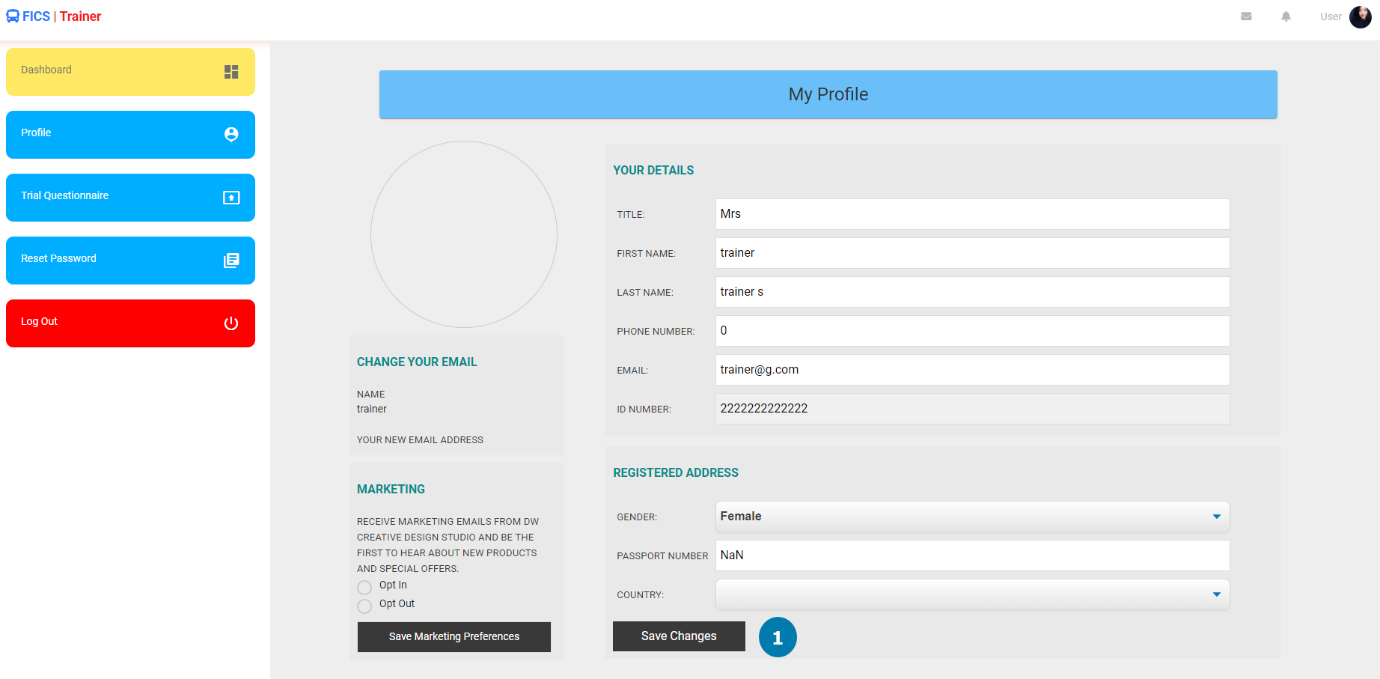 FICS | Trainer
User
Dashboard
Profile
Trial Questionnaire
Reset Password
Log Out
My Profile
CHANGE YOUR EMAIL
NAME
trainer
YOUR NEW EMAIL ADDRESS
MARKETING
RECEIVE MARKETING EMAILS FROM DW
CREATIVE DESIGN STUDIO AND BE THE
FIRST TO HEAR ABOUT NEW PRODUCTS
AND SPECIAL OFFERS.
Opt In
Opt Out
Save Marketing Preferences
YOUR DETAILS
TITLE: Mrs
FIRST NAME: trainer
LAST NAME: trainer s
PHONE NUMBER: 0
EMAIL: trainer@g.com
ID NUMBER: 2222222222222
REGISTERED ADDRESS
GENDER: Female
PASSPORT NUMBER NaN
COUNTRY:
Save Changes 1